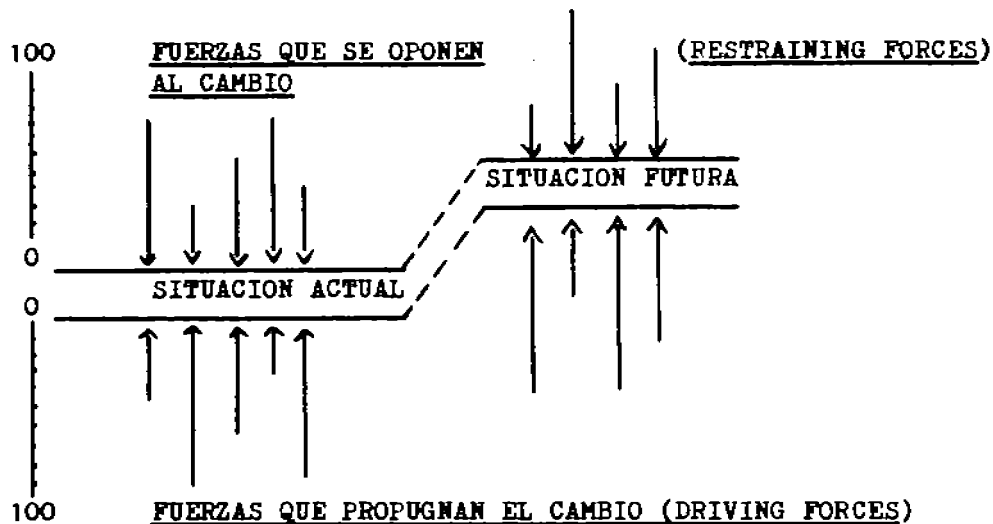 100
FUERZAS QUE SE OPONEN
AL CAMBIO
(RESTRAINING FORCES)
SITUACION FUTURA
0
SITUACION ACTUAL
0
100
FUERZAS QUE PROPUGNAN EL CAMBIO (DRIVING FORCES)